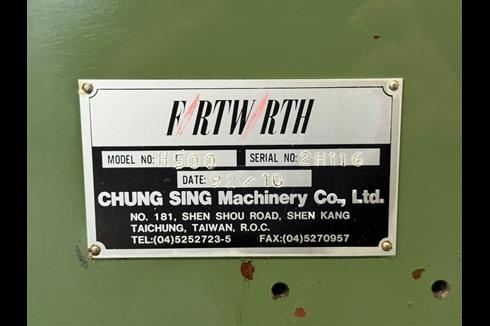 FORTWORTH
MODEL NO: H500 SERIAL NO: 2H116
DATE: 92/10
CHUNG SING Machinery Co., Ltd.
NO. 181, SHEN SHOU ROAD, SHEN KANG
TAICHUNG, TAIWAN, R.O.C.
TEL:(04)5252723-5 FAX:(04)5270957